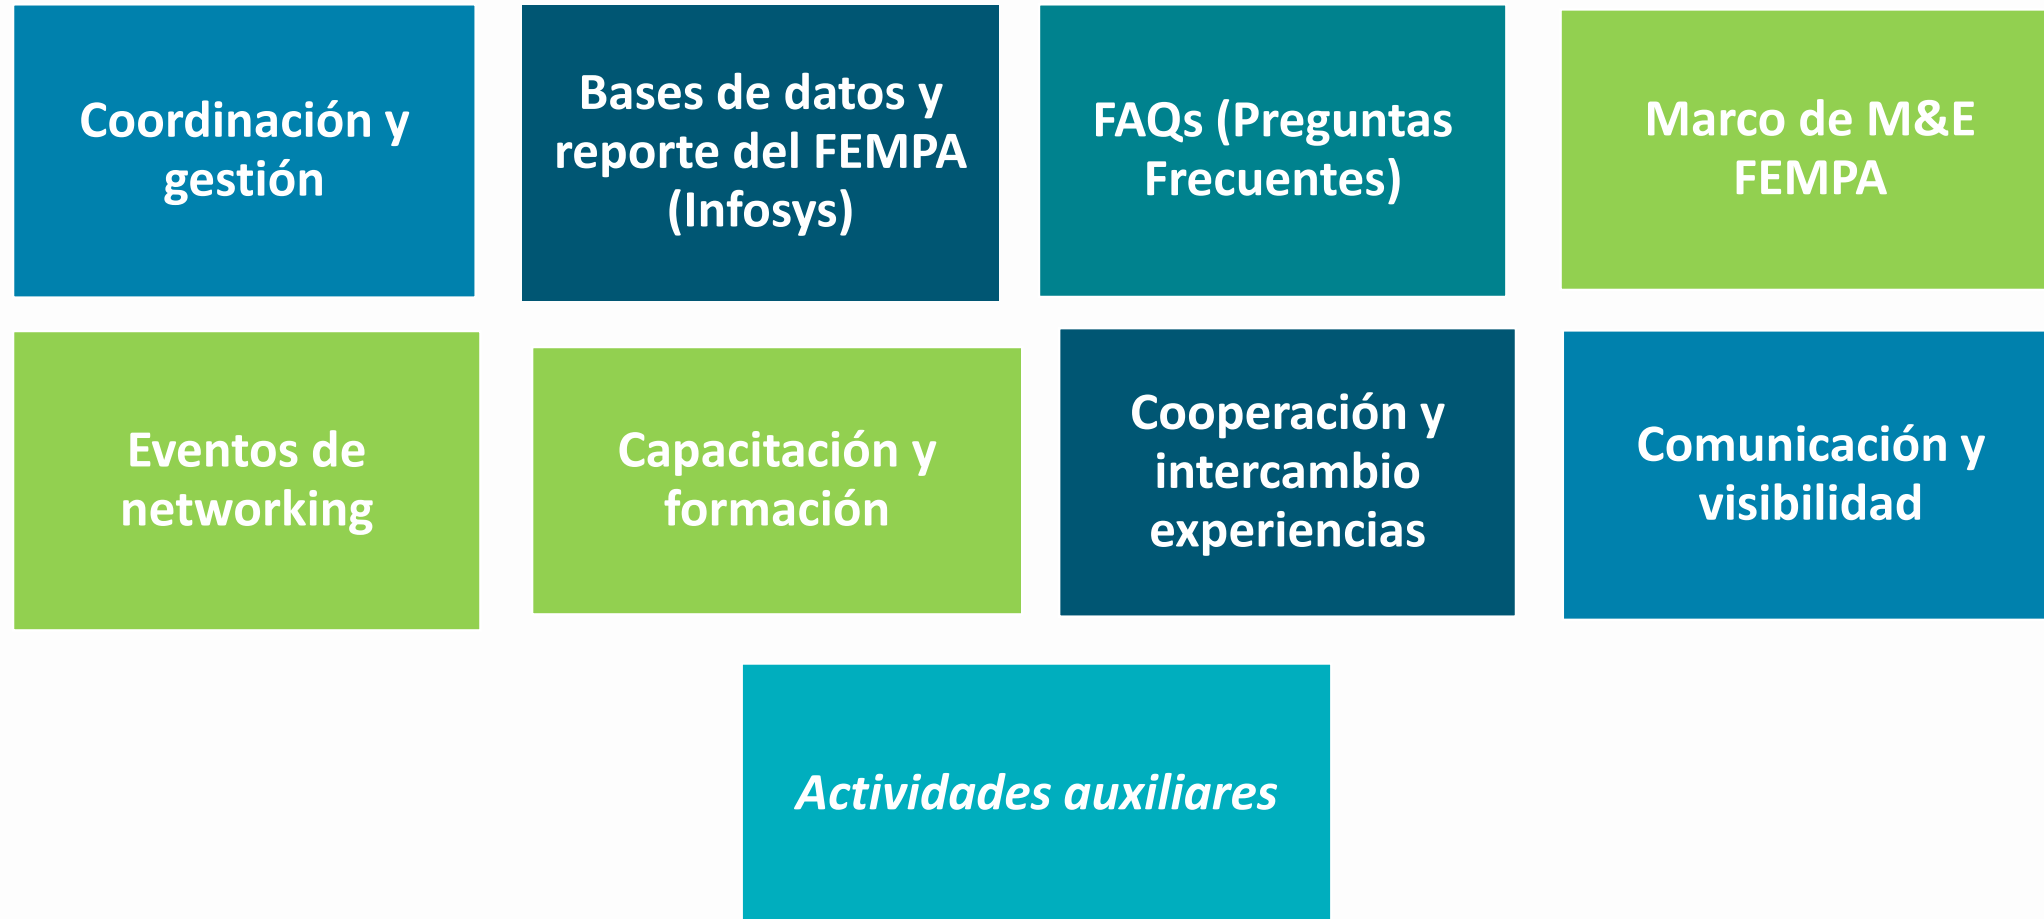 Coordinación y
gestión
Bases de datos y
reporte del FEMPA
(Infosys)
FAQs (Preguntas
Frecuentes)
Marco de M&E
FEMPA
Eventos de
networking
Capacitación y
formación
Cooperación y
intercambio
experiencias
Comunicación y
visibilidad
Actividades auxiliares